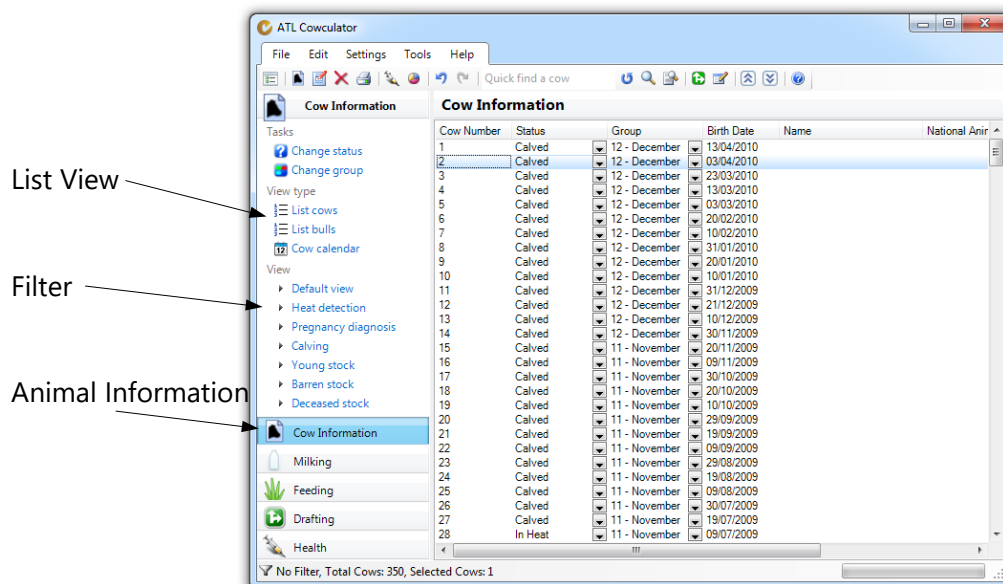 ATL Cowculator
File Edit Settings Tools Help
Quick find a cow
Cow Information
Tasks
Change status
Change group
View type
List cows
List bulls
12 Cow calendar
View
Default view
Heat detection
Pregnancy diagnosis
Calving
Young stock
Barren stock
Deceased stock
Cow Information
Milking
Feeding
Drafting
Health
List View
Filter
Animal Information
Cow Information
Cow Number Status Group Birth Date Name National Anir
1 Calved 12 - December 13/04/2010
2 Calved 12 - December 03/04/2010
3 Calved 12 - December 23/03/2010
4 Calved 12 - December 13/03/2010
5 Calved 12 - December 03/03/2010
6 Calved 12 - December 20/02/2010
7 Calved 12 - December 10/02/2010
8 Calved 12 - December 31/01/2010
9 Calved 12 - December 20/01/2010
10 Calved 12 - December 10/01/2010
11 Calved 12 - December 31/12/2009
12 Calved 12 - December 21/12/2009
13 Calved 12 - December 10/12/2009
14 Calved 12 - December 30/11/2009
15 Calved 11 - November 20/11/2009
16 Calved 11 - November 09/11/2009
17 Calved 11 - November 30/10/2009
18 Calved 11 - November 20/10/2009
19 Calved 11 - November 10/10/2009
20 Calved 11 - November 29/09/2009
21 Calved 11 - November 19/09/2009
22 Calved 11 - November 09/09/2009
23 Calved 11 - November 29/08/2009
24 Calved 11 - November 19/08/2009
25 Calved 11 - November 09/08/2009
26 Calved 11 - November 30/07/2009
27 Calved 11 - November 19/07/2009
28 In Heat 11 - November 09/07/2009
No Filter, Total Cows: 350, Selected Cows: 1